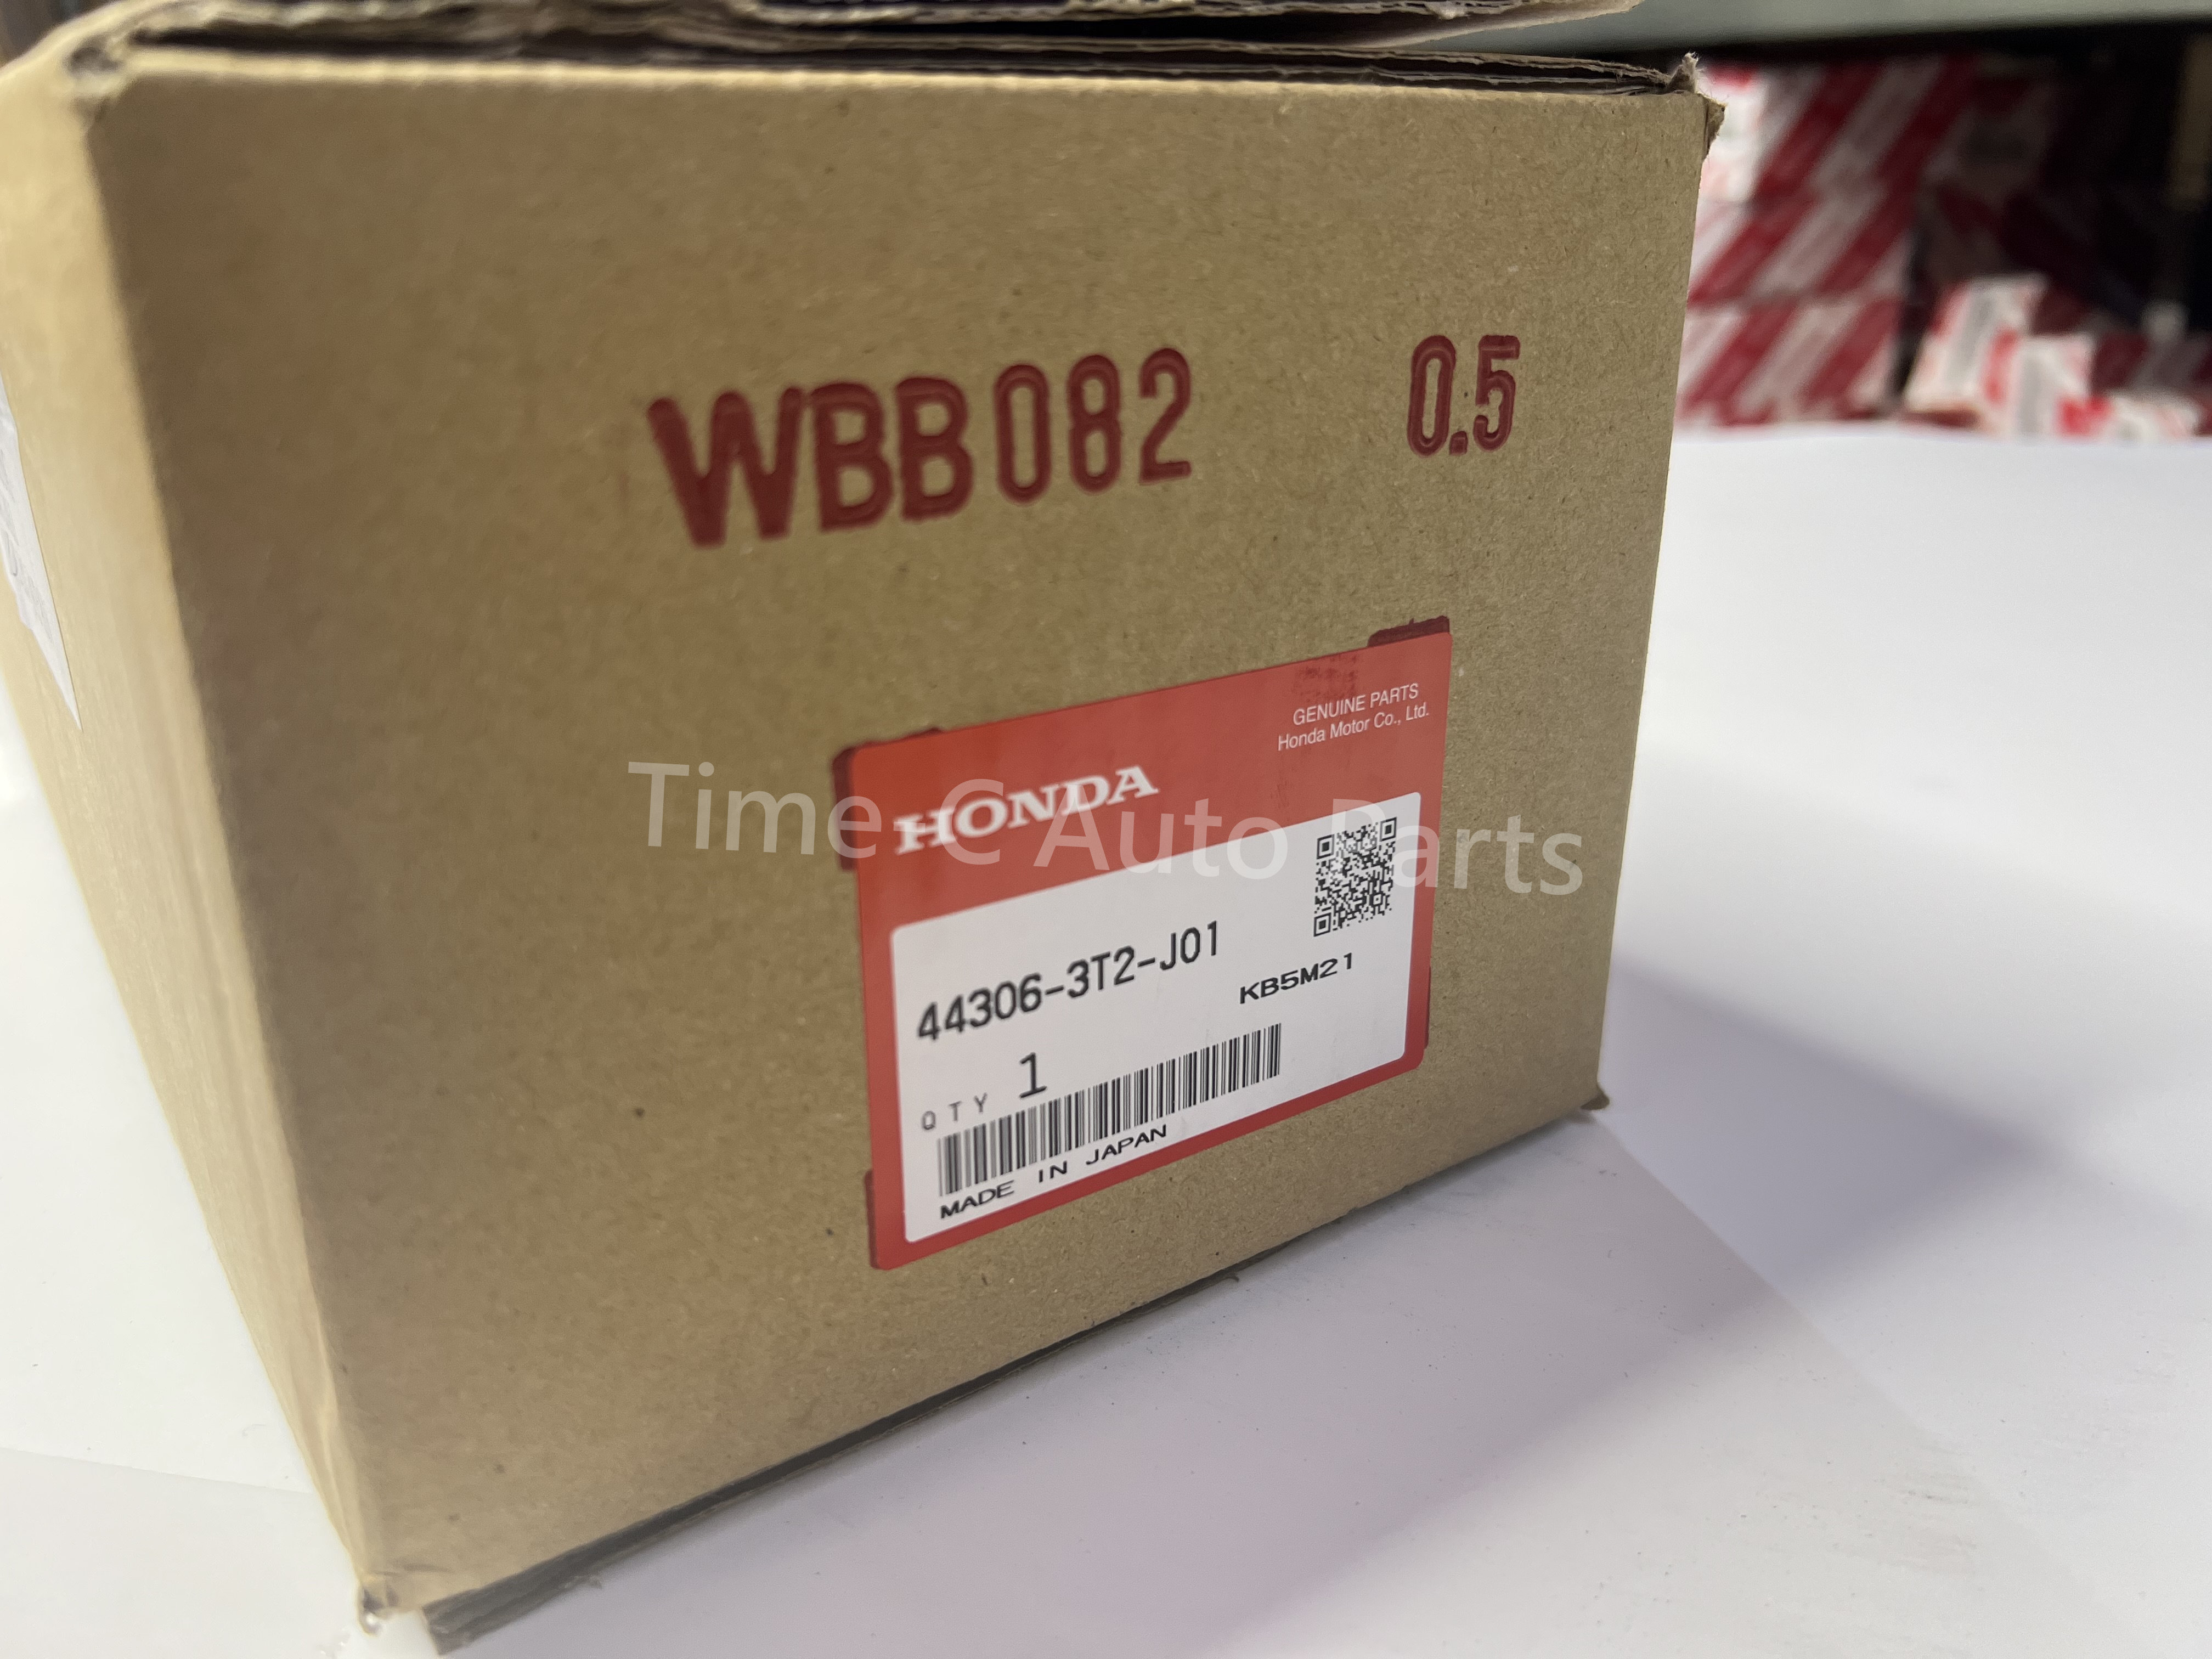 WBB082 0.5
GENUINE PARTS
Honda Motor Co., Ltd.
HONDA
Time C Auto Parts
44306-3T2-J01
KB5M21
QTY 1
MADE IN JAPAN